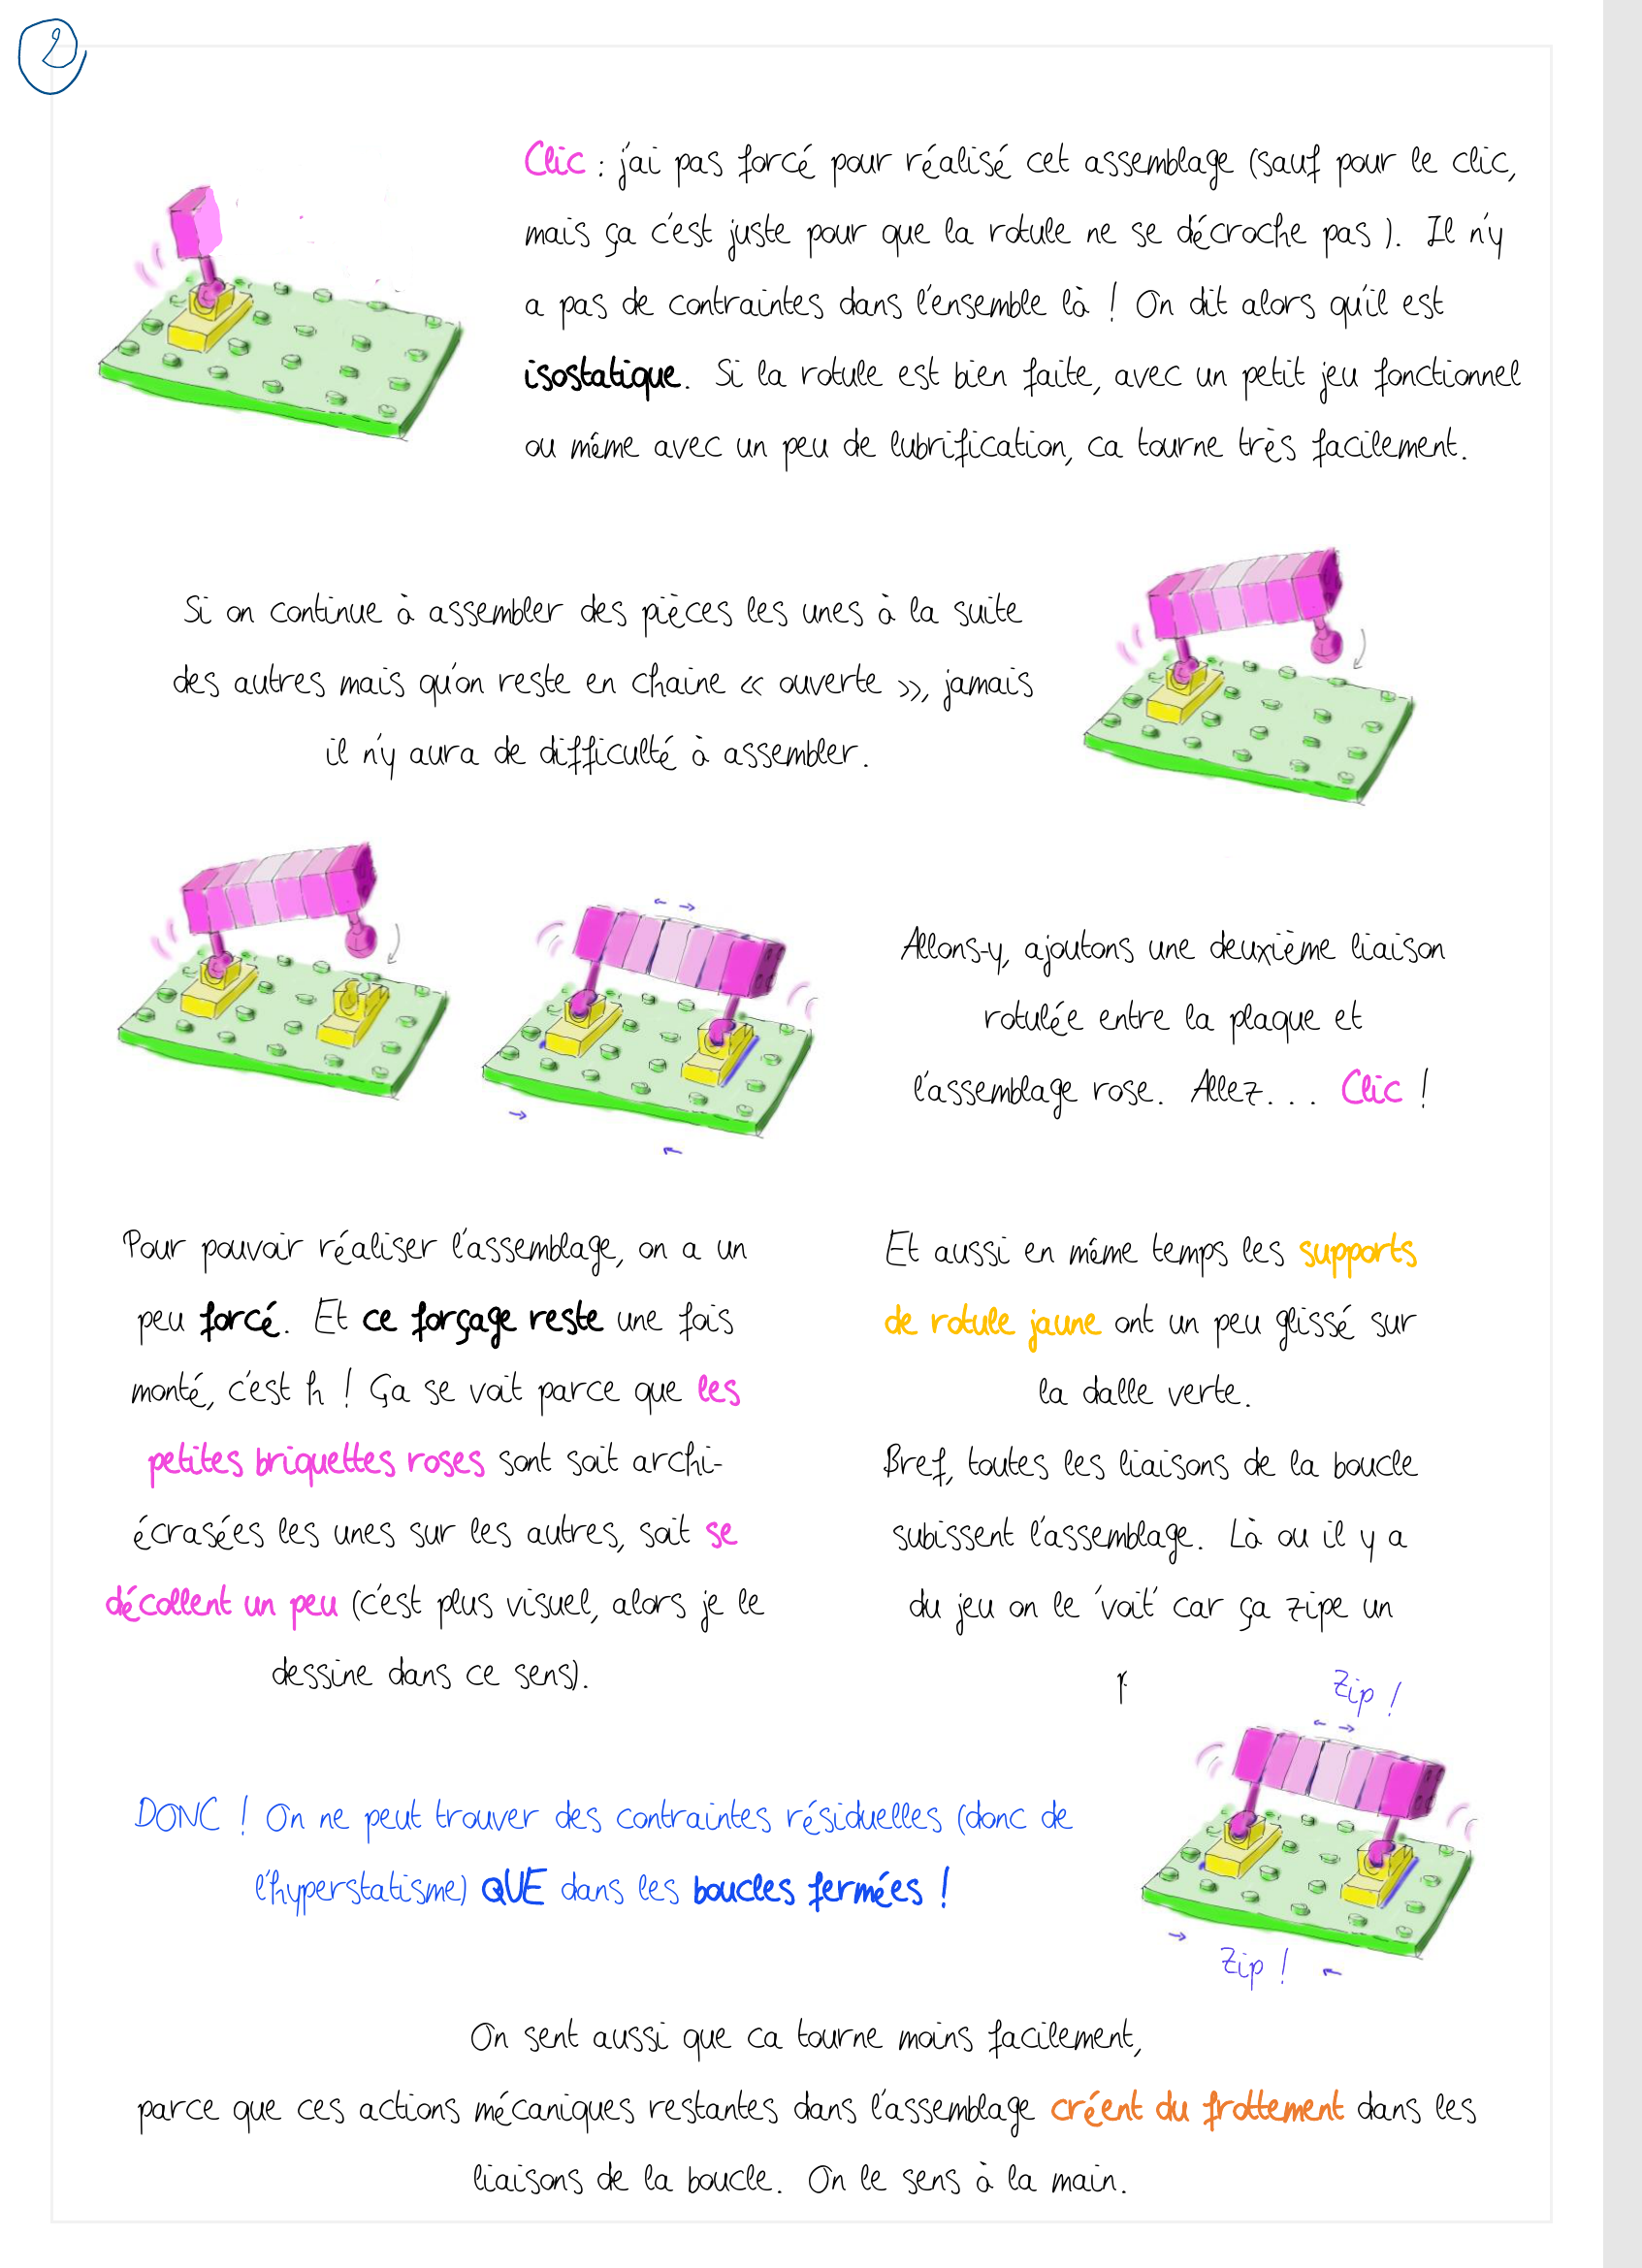 2
Clic : j'ai pas forcé pour réalisé cet assemblage (sauf pour le clic,
mais ça c'est juste pour que la rotule ne se décroche pas ). Il n'y
a pas de contraintes dans l'ensemble là ! On dit alors qu'il est
isostatique. Si la rotule est bien faite, avec un petit jeu fonctionnel
ou même avec un peu de lubrification, ca tourne très facilement.
Si on continue à assembler des pièces les unes à la suite
des autres mais qu'on reste en chaine « ouverte », jamais
il n'y aura de difficulté à assembler.
Allons-y, ajoutons une deuxième liaison
rotulée entre la plaque et
l'assemblage rose. Allez... Clic !
Pour pouvoir réaliser l'assemblage, on a un
peu forcé. Et ce forçage reste une fois
monté, c'est h ! Ça se voit parce que les
petites briquettes roses sont soit archi-
écrasées les unes sur les autres, soit se
décollent un peu (c'est plus visuel, alors je le
dessine dans ce sens).
Et aussi en même temps les supports
de rotule jaune ont un peu glissé sur
la dalle verte.
Bref, toutes les liaisons de la boucle
subissent l'assemblage. Là ou il y a
du jeu on le 'voit' car ça zipe un
Zip !
DONC ! On ne peut trouver des contraintes résiduelles (donc de
l'hyperstatisme) QUE dans les boucles fermées !
Zip !
On sent aussi que ca tourne moins facilement,
parce que ces actions mécaniques restantes dans l'assemblage créent du frottement dans les
liaisons de la boucle. On le sens à la main.